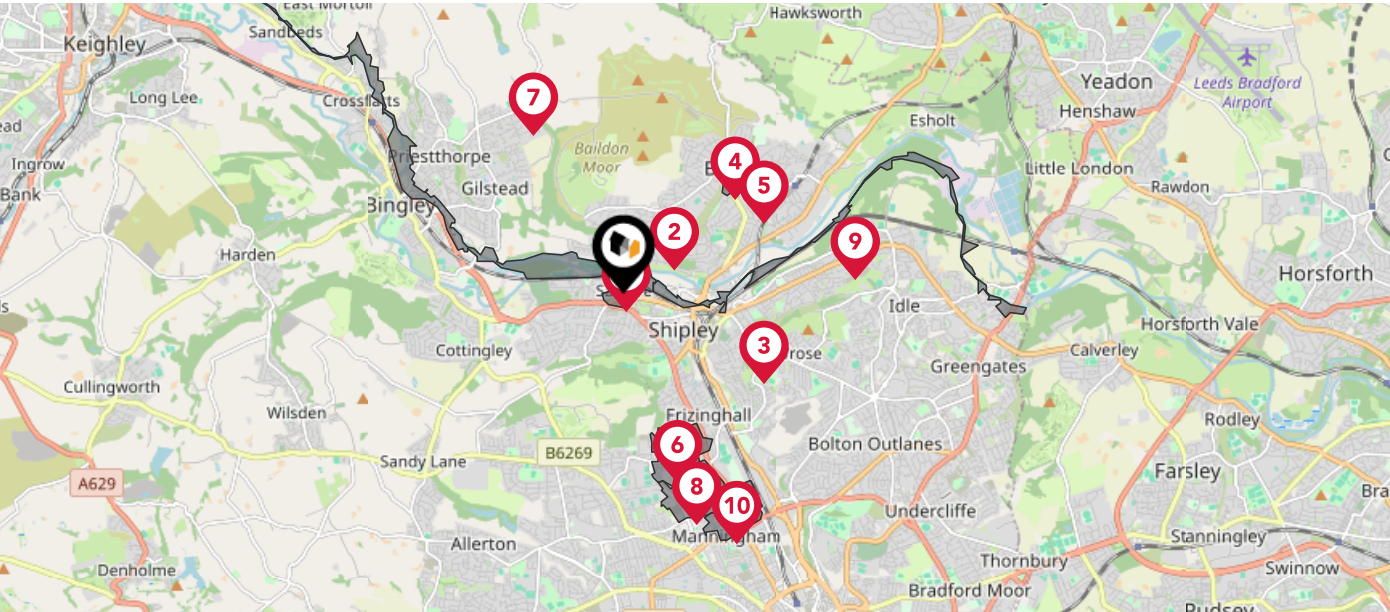 East Morton
Sandbeds
Hawksworth
Keighley
Yeadon
Leeds Bradford
Airport
Long Lee
Crossflatts
7
Henshaw
Esholt
Baildon
Moor
4
Priestthorpe
Ingrow
Bank
Little London
Gilstead
5
Rawdon
Bingley
2
9
Harden
Horsforth
Idle
Shipley
Horsforth Vale
3
rose
Cottingley
Calverley
Greengates
Cullingworth
Wilsden
Frizinghall
Rodley
6
B6269
Bolton Outlanes
Sandy Lane
Farsley
A629
8
10
Undercliffe
Manningham
Stanningley
Allerton
Thornbury
Denholme
Swinnow
Bradford Moor
Pudsey